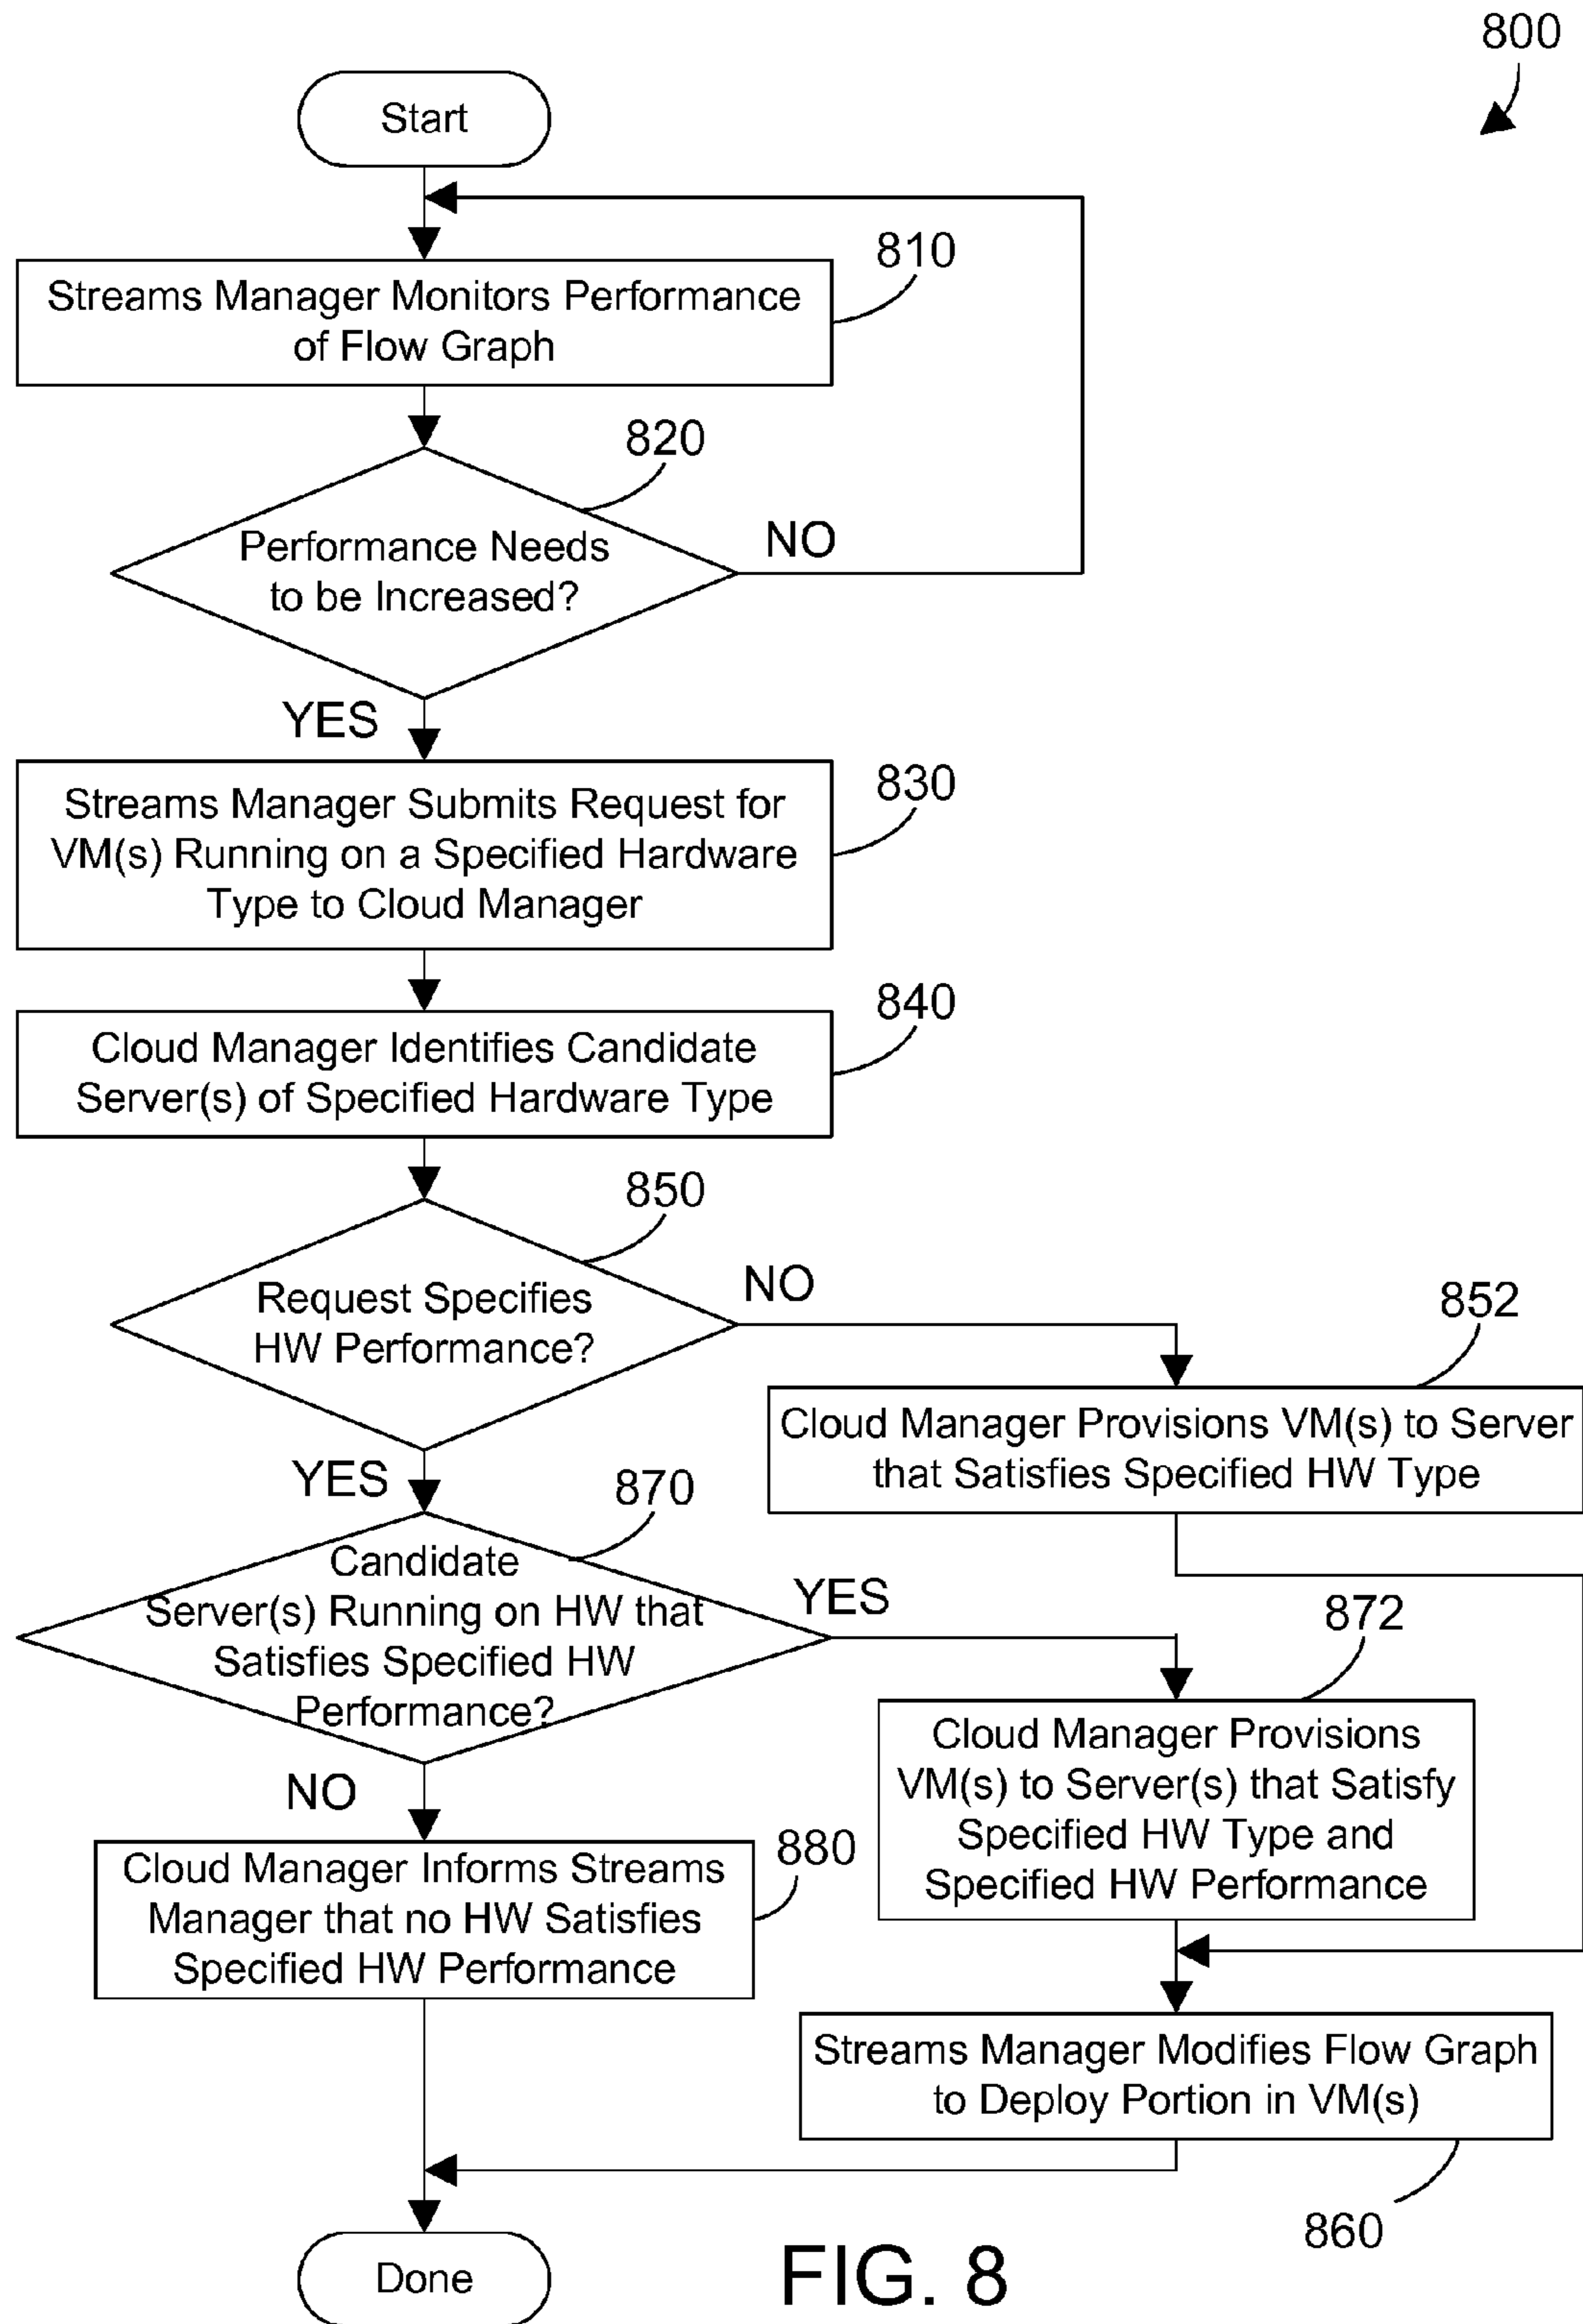 800
Start
810
Streams Manager Monitors Performance
of Flow Graph
820
Performance Needs
to be Increased?
NO
YES
830
Streams Manager Submits Request for
VM(s) Running on a Specified Hardware
Type to Cloud Manager
840
Cloud Manager Identifies Candidate
Server(s) of Specified Hardware Type
850
Request Specifies
HW Performance?
NO
852
Cloud Manager Provisions VM(s) to Server
that Satisfies Specified HW Type
YES
870
Candidate
Server(s) Running on HW that
Satisfies Specified HW
Performance?
YES
872
Cloud Manager Provisions
VM(s) to Server(s) that Satisfy
Specified HW Type and
Specified HW Performance
NO
880
Cloud Manager Informs Streams
Manager that no HW Satisfies
Specified HW Performance
Streams Manager Modifies Flow Graph
to Deploy Portion in VM(s)
860
Done
FIG. 8